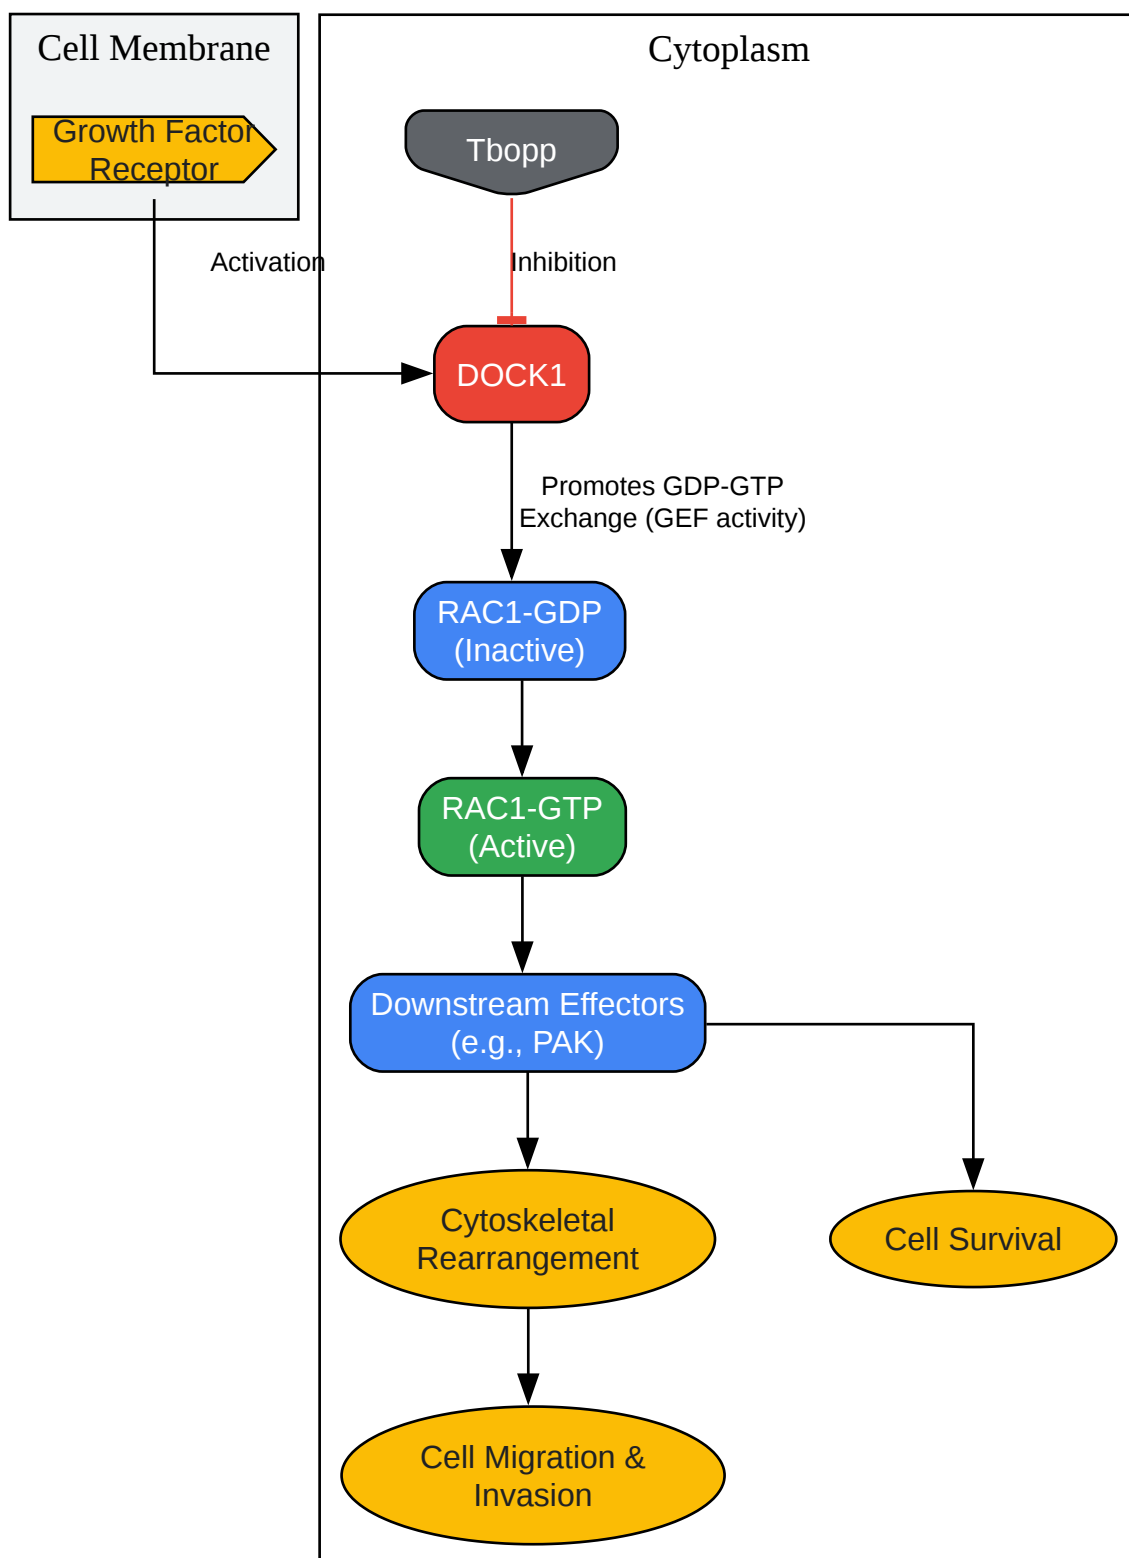 Cell Membrane
Cytoplasm
Growth Factor
Receptor
Tbopp
Activation
Inhibition
DOCK1
Promotes GDP-GTP
Exchange (GEF activity)
RAC1-GDP
(Inactive)
RAC1-GTP
(Active)
Downstream Effectors
(e.g., PAK)
Cytoskeletal
Rearrangement
Cell Survival
Cell Migration &
Invasion